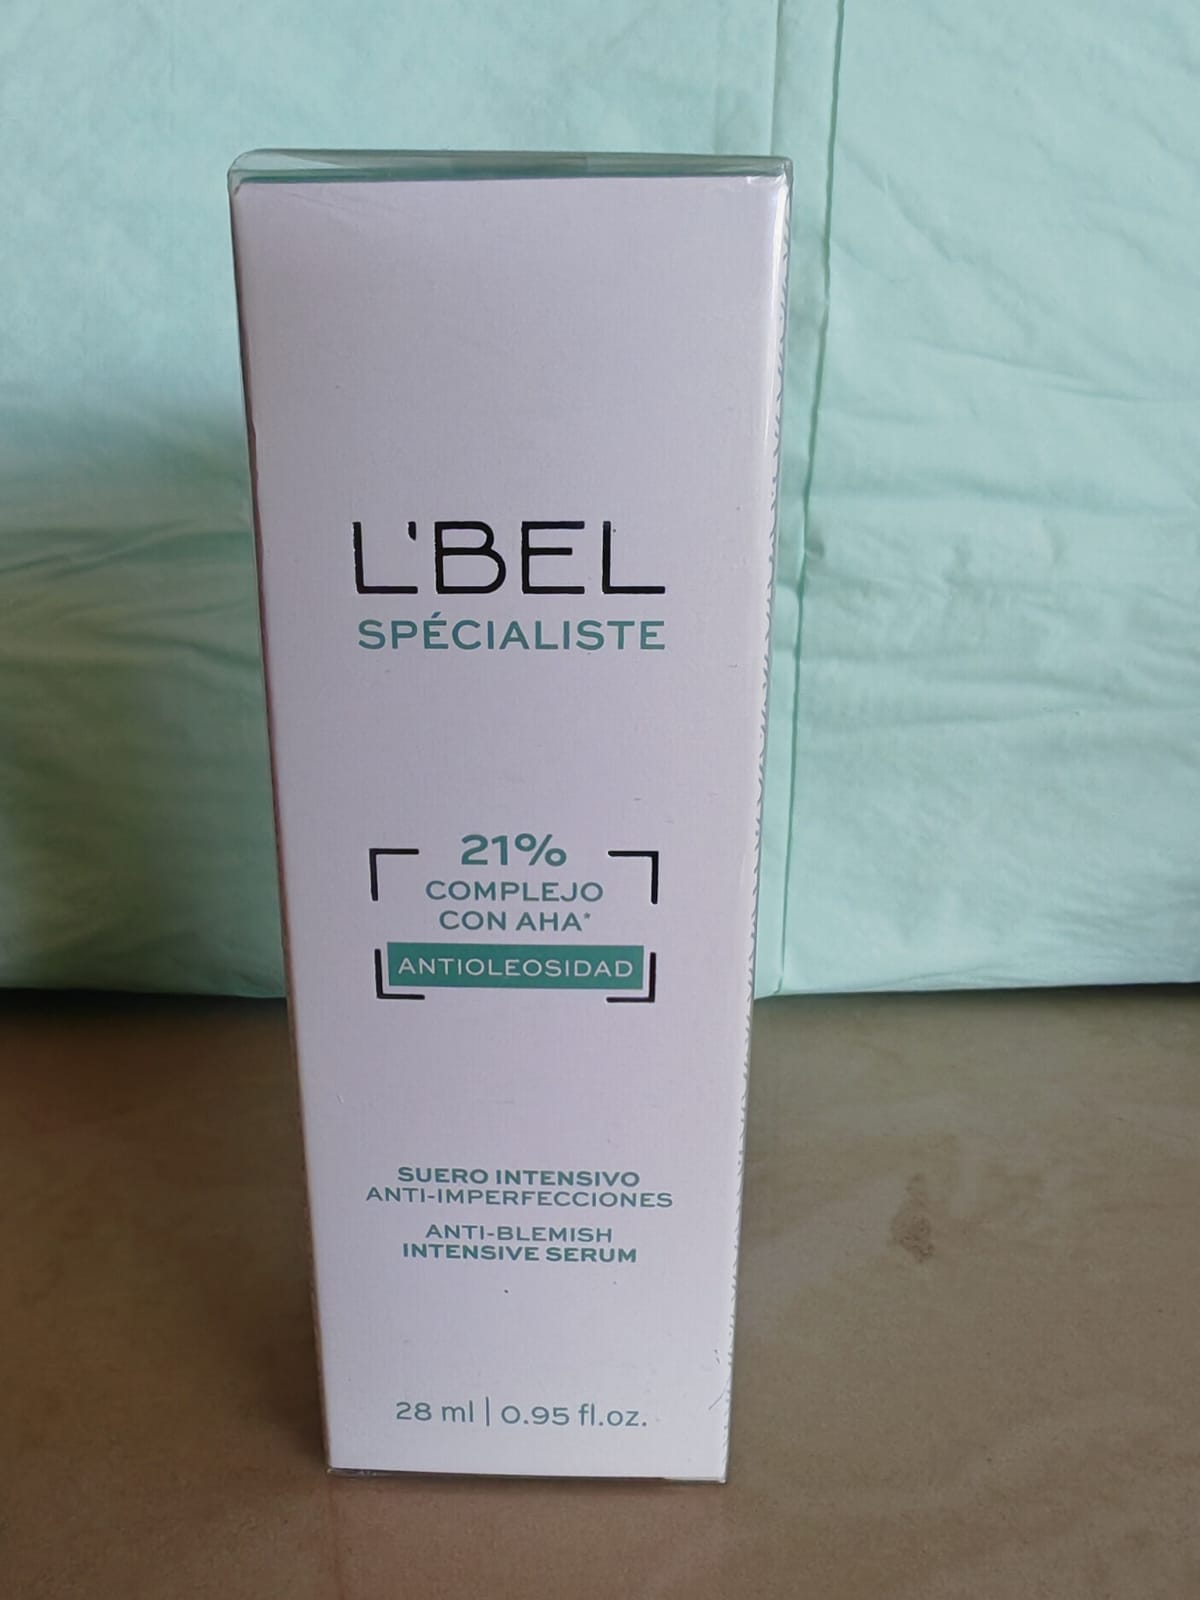 L'BEL
SPÉCIALISTE
21%
COMPLEJO
CON AHA*
ANTIOLEOSIDAD
SUERO INTENSIVO
ANTI-IMPERFECCIONES
ANTI-BLEMISH
INTENSIVE SERUM
28 ml | 0.95 fl.oz.